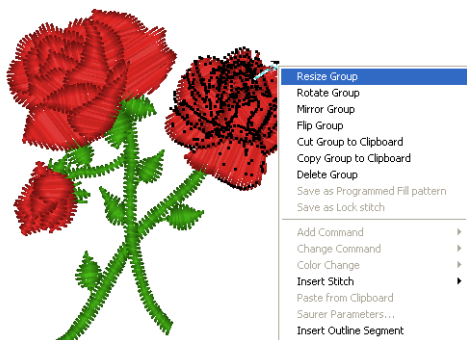 Resize Group
Rotate Group
Mirror Group
Flip Group
Cut Group to Clipboard
Copy Group to Clipboard
Delete Group
Save as Programmed Fill pattern
Save as Lock stitch
Add Command
Change Command
Color Change
Insert Stitch
Paste from Clipboard
Saurer Parameters...
Insert Outline Segment